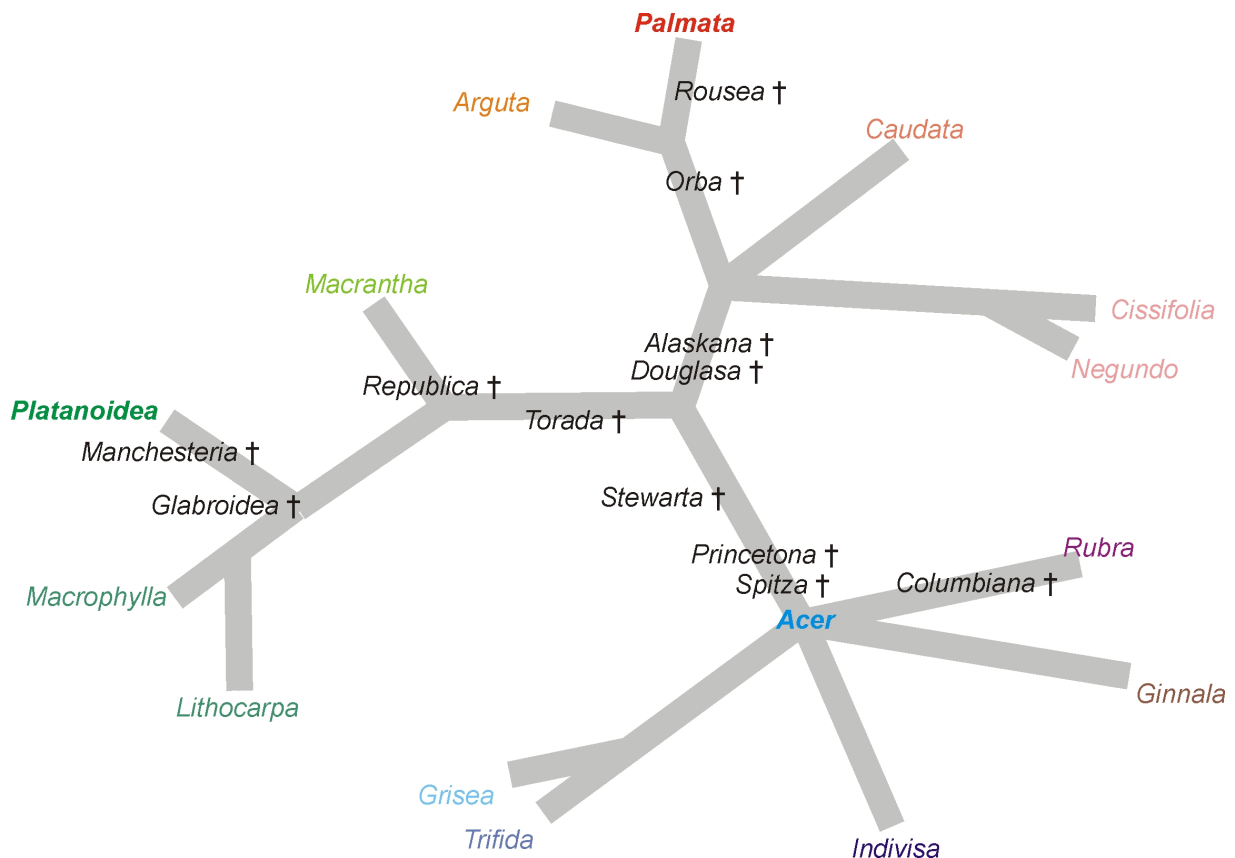 Palmata
Rousea †
Arguta
Caudata
Orba †
Macrantha
Cissifolia
Alaskana †
Douglasa †
Negundo
Republica †
Platanoidea
Torada †
Manchesteria †
Stewarta †
Glabroidea †
Rubra
Princetona †
Spitza †
Columbiana †
Macrophylla
Acer
Ginnala
Lithocarpa
Grisea
Trifida
Indivisa